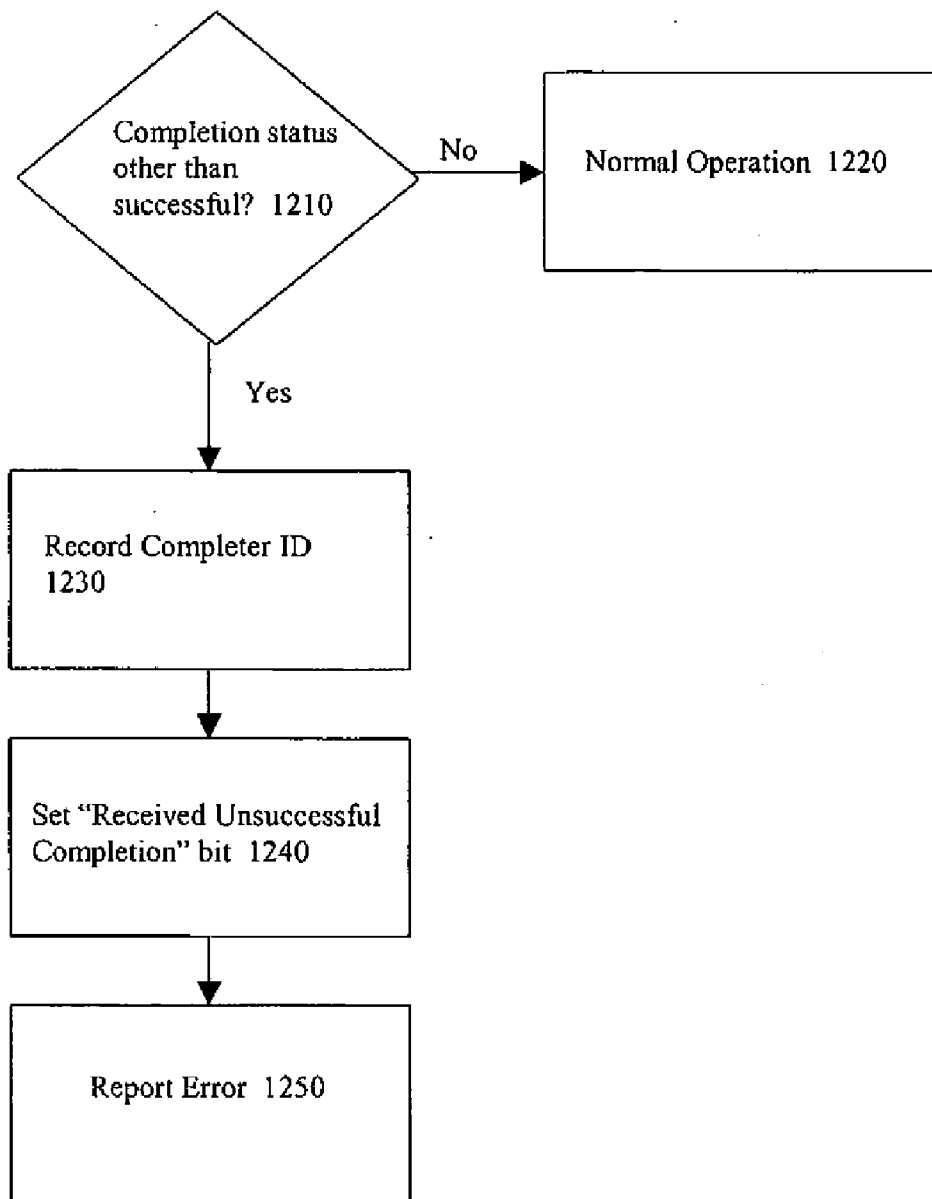 Completion status
other than
successful? 1210
No
Normal Operation 1220
Yes
Record Completer ID
1230
Set “Received Unsuccessful
Completion” bit 1240
Report Error 1250